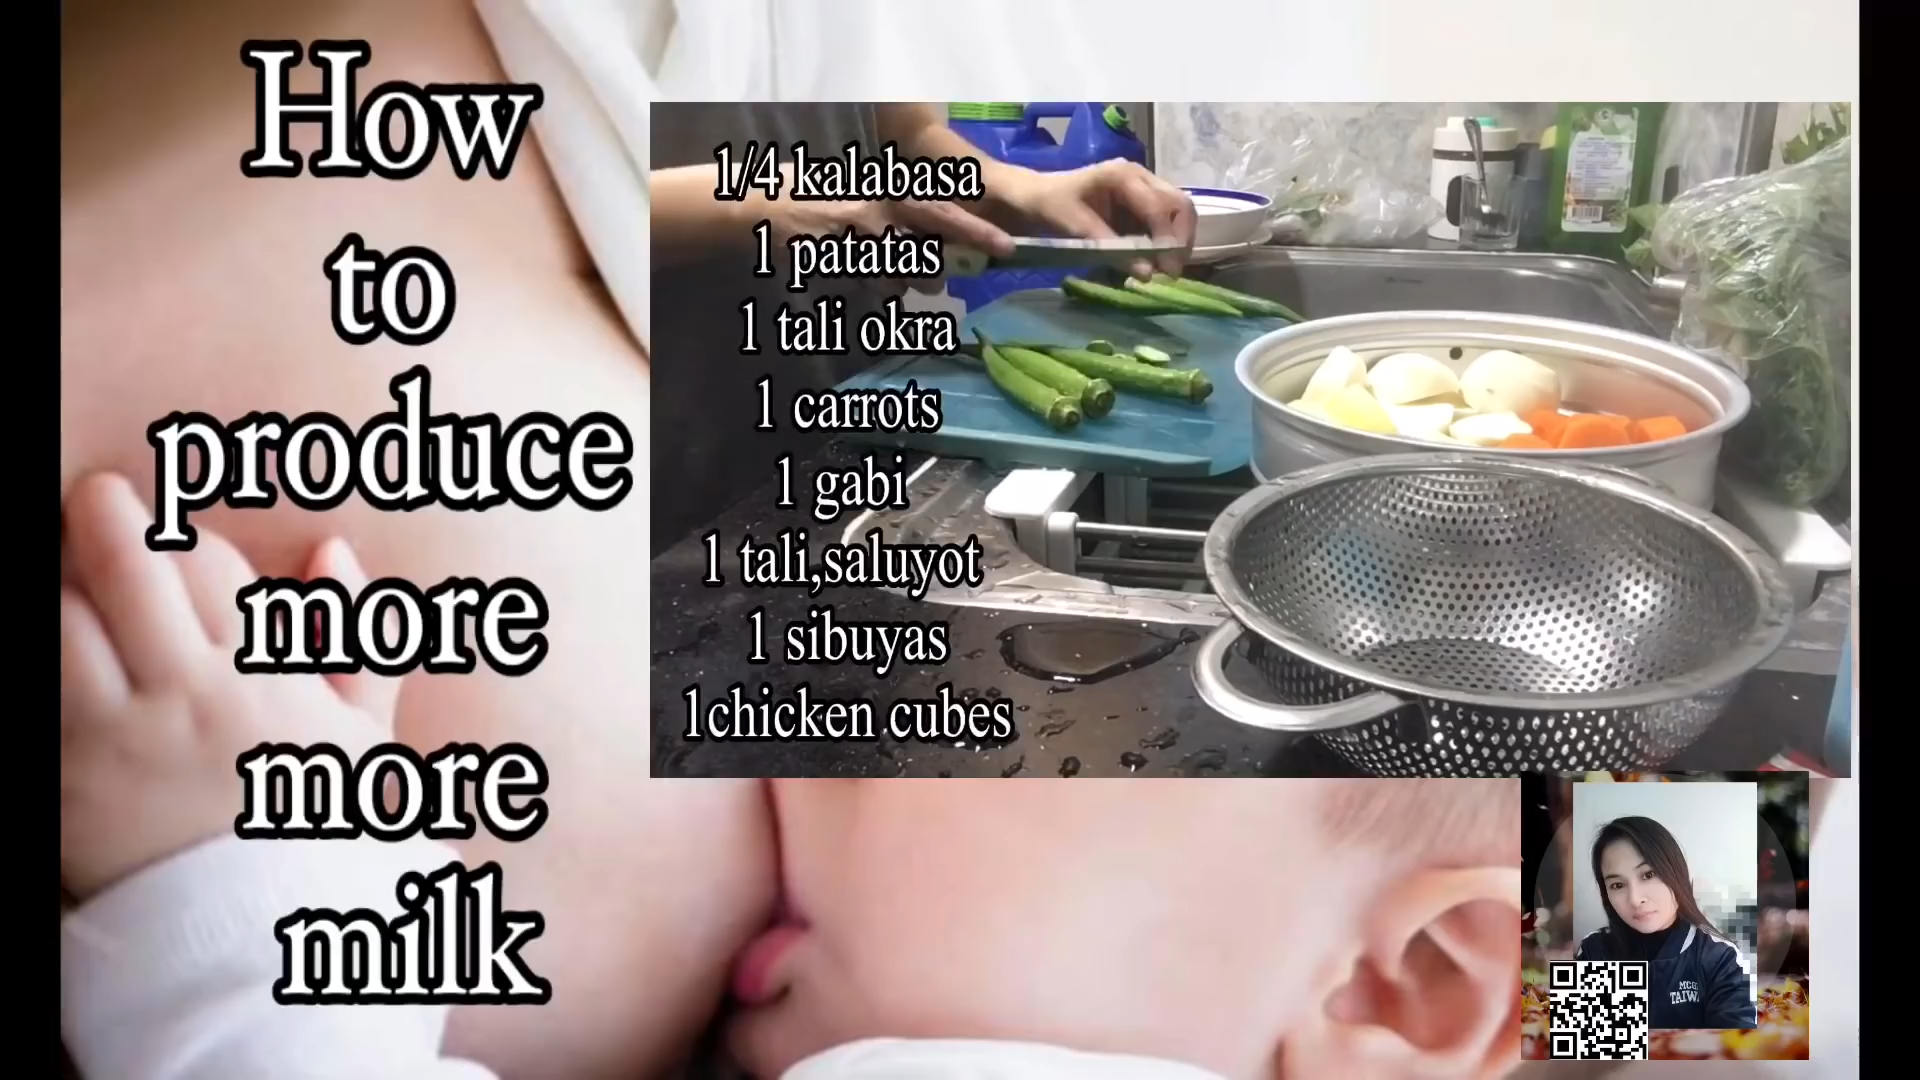 How
to
produce
more
more
milk
1/4 kalabasa
1 patatas
1 tali okra
1 carrots
1 gabi
1 tali,saluyot
1 sibuyas
1chicken cubes